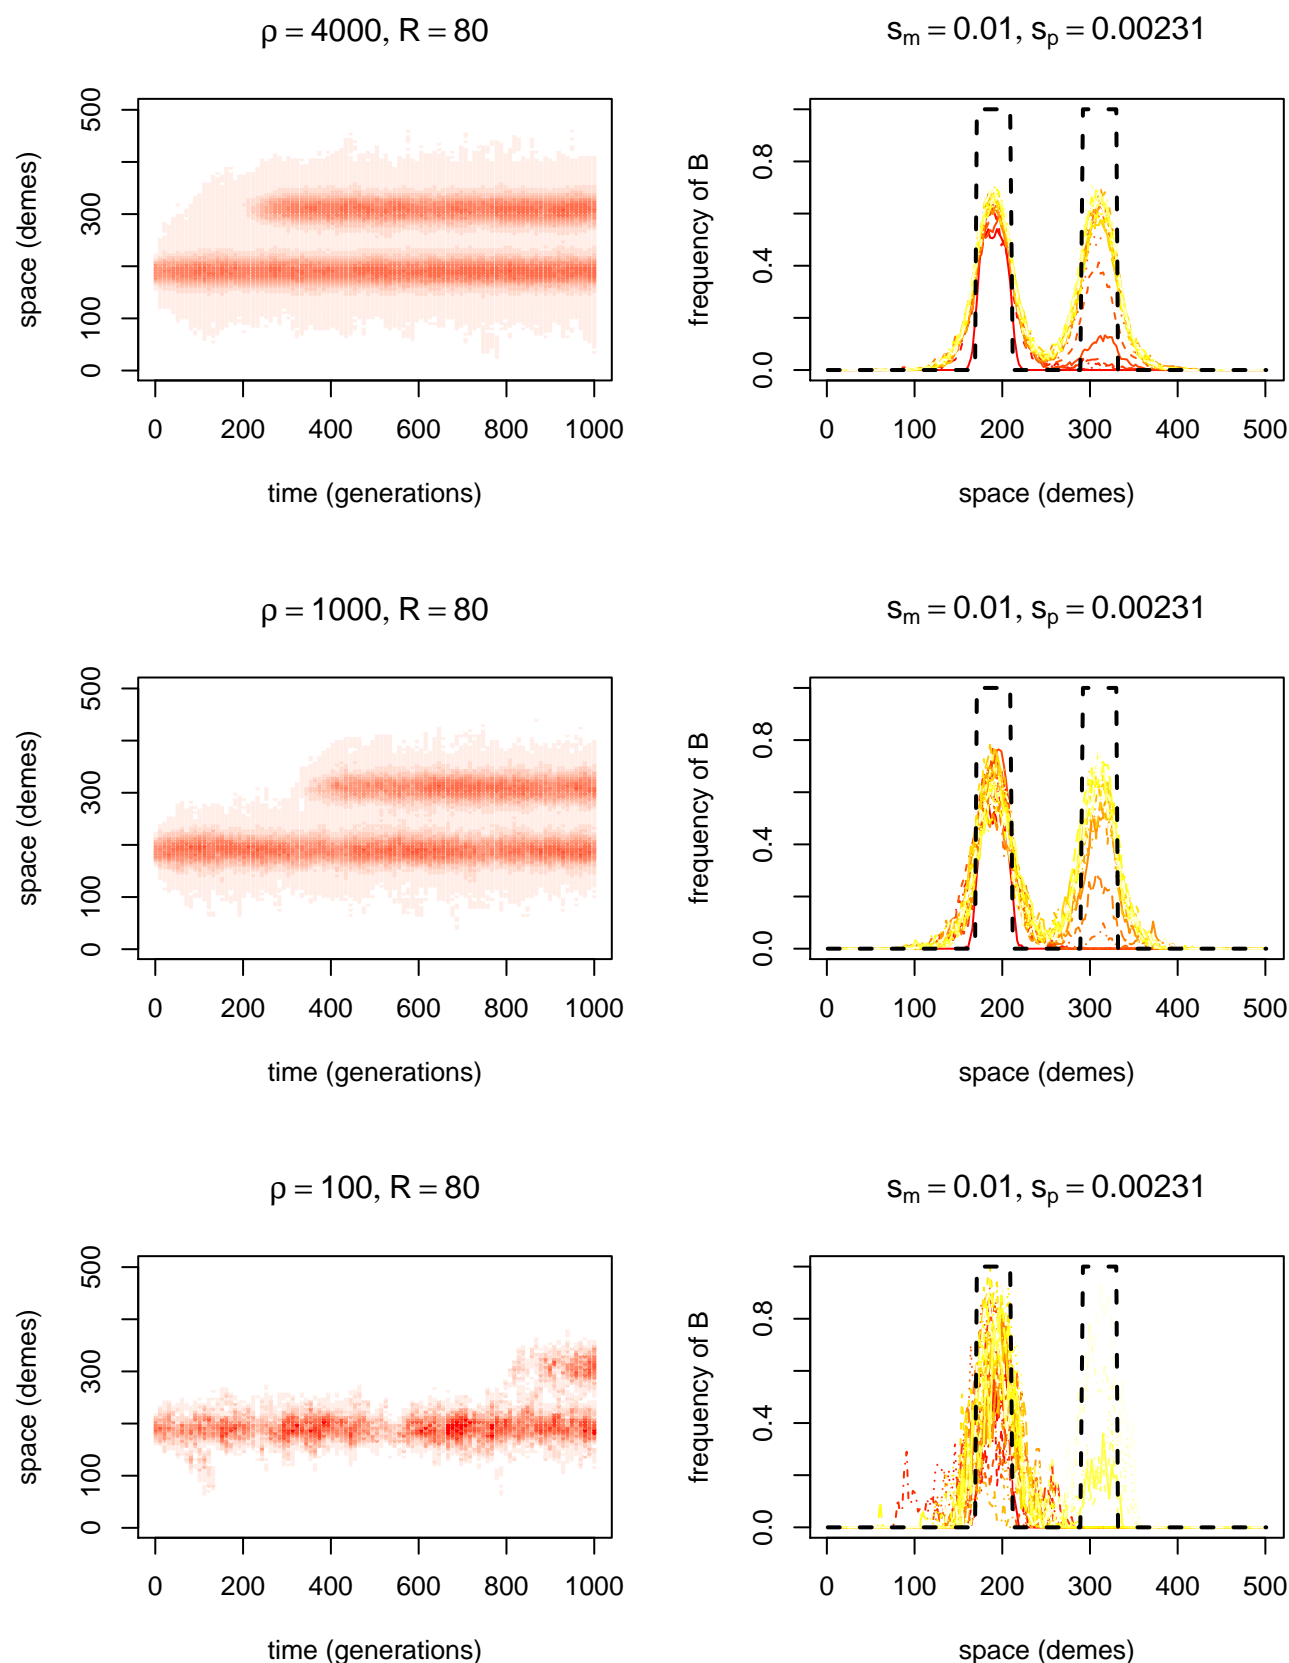 ρ = 4000, R = 80
space (demes)
0 100 300 500
0 200 400 600 800 1000
time (generations)
s_m = 0.01, s_p = 0.00231
frequency of B
0.0 0.4 0.8
0 100 200 300 400 500
space (demes)
ρ = 1000, R = 80
space (demes)
0 100 300 500
0 200 400 600 800 1000
time (generations)
s_m = 0.01, s_p = 0.00231
frequency of B
0.0 0.4 0.8
0 100 200 300 400 500
space (demes)
ρ = 100, R = 80
space (demes)
0 100 300 500
0 200 400 600 800 1000
time (generations)
s_m = 0.01, s_p = 0.00231
frequency of B
0.0 0.4 0.8
0 100 200 300 400 500
space (demes)